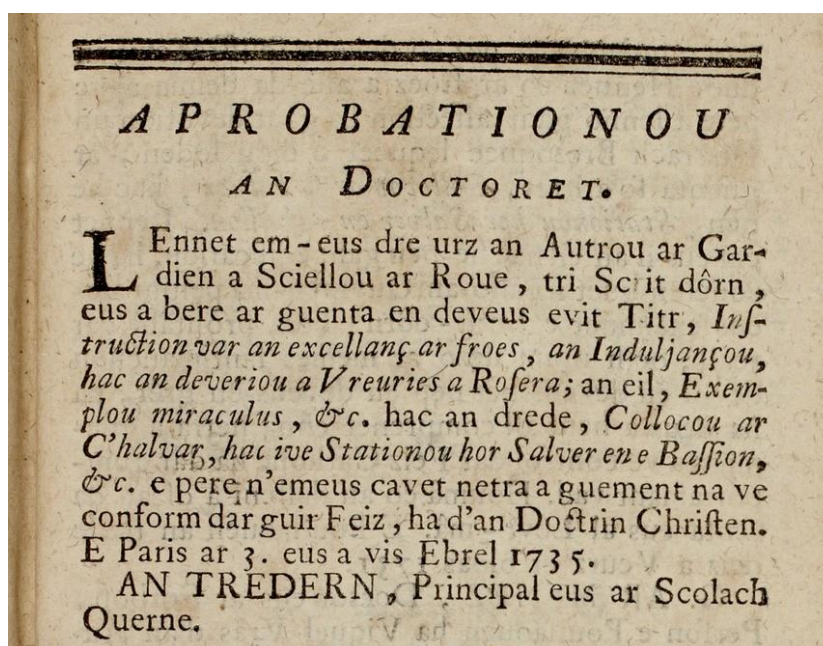 APROBATIONOU
AN DOCTORET.
LEnnet em-eus dre urz an Autrou ar Gar-
dien a Sciellou ar Roue, tri Scrit dôrn,
eus a bere ar guenta en deveus evit Titr, Inſ-
truction var an excellanç ar froes, an Induljançou,
hac an deveriou a Vreuries a Roſera; an eil, Exem-
plou miraculus, &c. hac an drede, Collocou ar
C'halvar, hac ive Stationou hor Salver en e Baſſion,
&c. e pere n'emeus cavet netra a guement na ve
conform dar guir Feiz, ha d'an Doctrin Chriſten.
E Paris ar 3. eus a vis Ebrel 1735.
AN TREDERN, Principal eus ar Scolach
Querne.